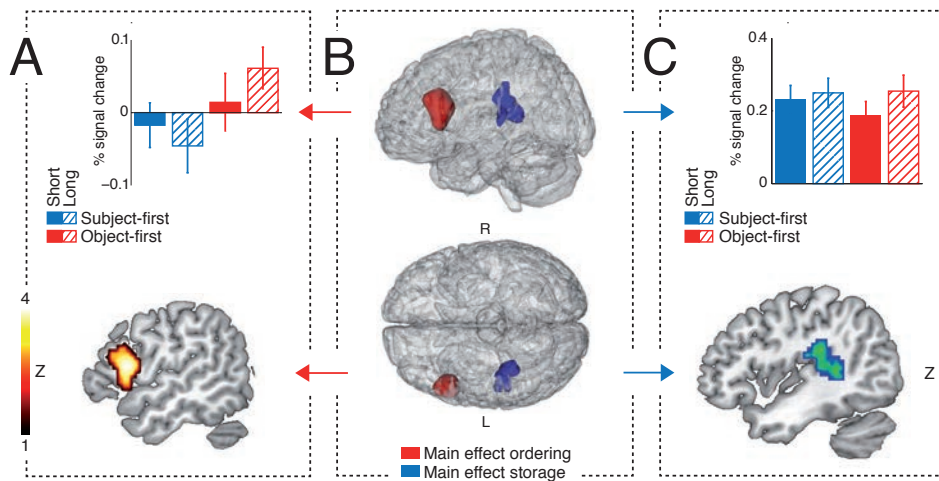 A
0.1
0
−0.1
% signal change
Short
Long
Subject-first
Object-first
4
Z
1
B
R
L
Main effect ordering
Main effect storage
C
0.4
0.2
0
% signal change
Short
Long
Subject-first
Object-first
Z